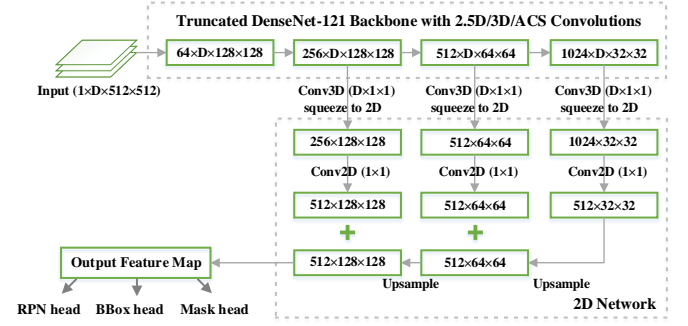 Truncated DenseNet-121 Backbone with 2.5D/3D/ACS Convolutions
64×D×128×128
256×D×128×128
512×D×64×64
1024×D×32×32
Input (1×D×512×512)
Conv3D (D×1×1)
squeeze to 2D
Conv3D (D×1×1)
squeeze to 2D
Conv3D (D×1×1)
squeeze to 2D
256×128×128
512×64×64
1024×32×32
Conv2D (1×1)
Conv2D (1×1)
Conv2D (1×1)
512×128×128
512×64×64
512×32×32
+
+
Output Feature Map
512×128×128
512×64×64
Upsample
Upsample
RPN head
BBox head
Mask head
2D Network